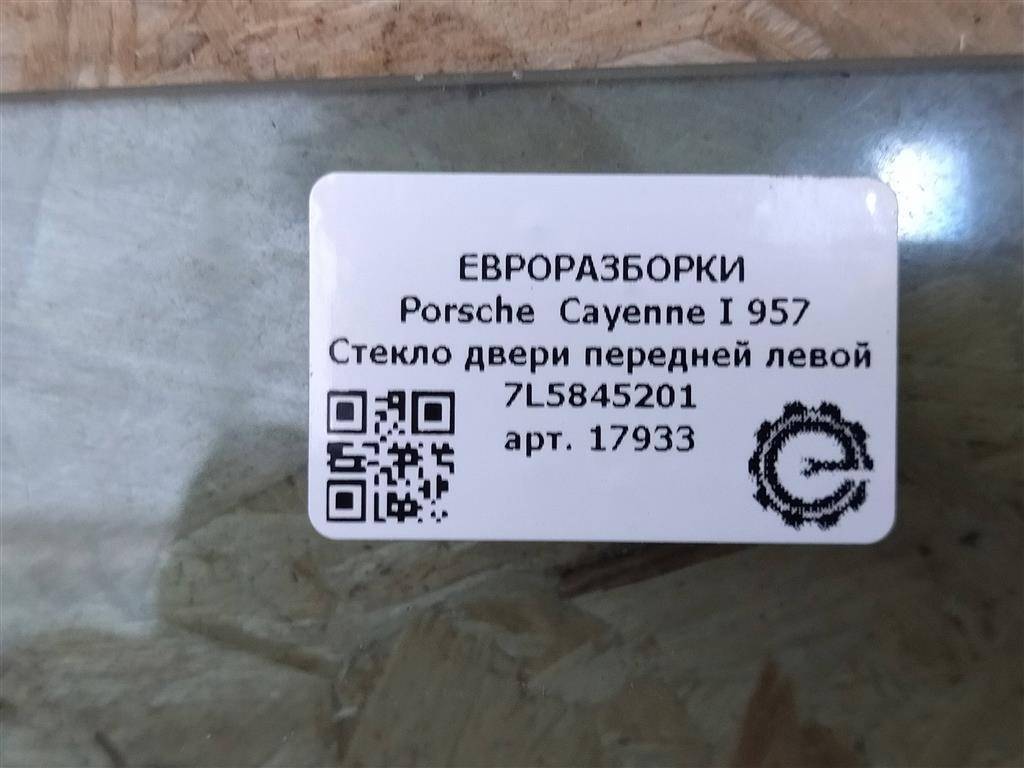 ЕВРОРАЗБОРКИ
Porsche Cayenne I 957
Стекло двери передней левой
7L5845201
арт. 17933